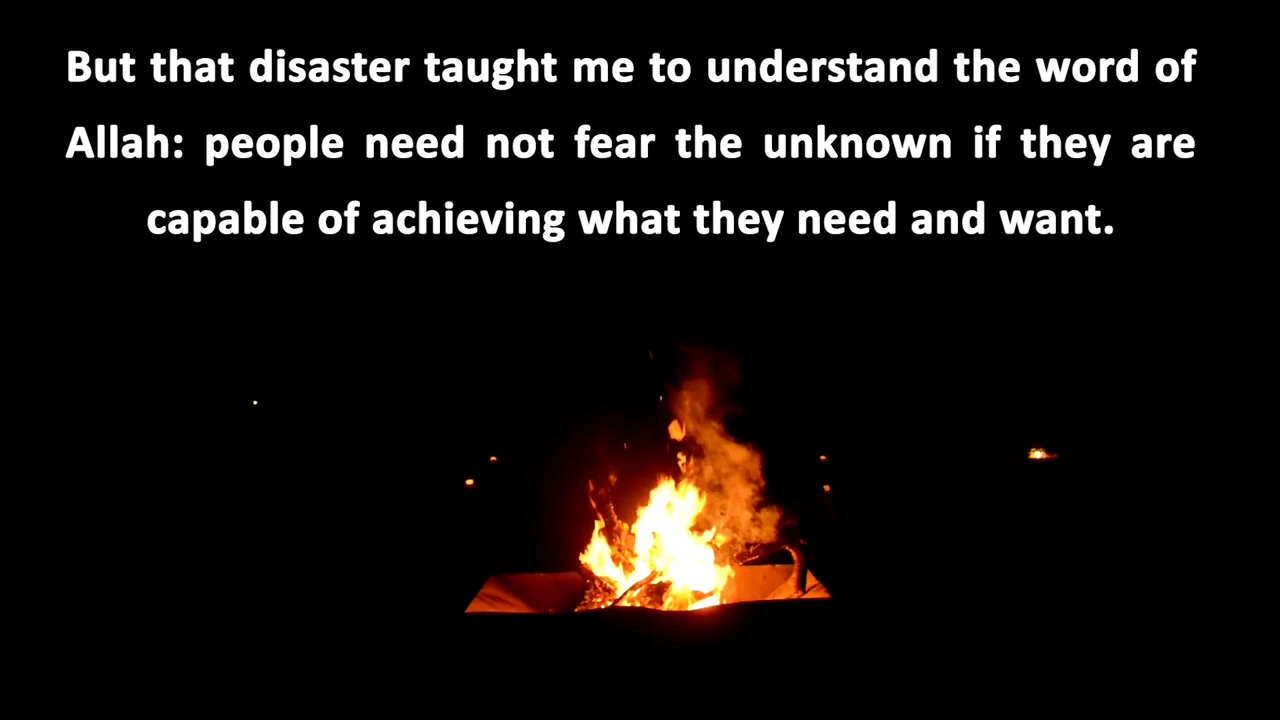 But that disaster taught me to understand the word of
Allah: people need not fear the unknown if they are
capable of achieving what they need and want.